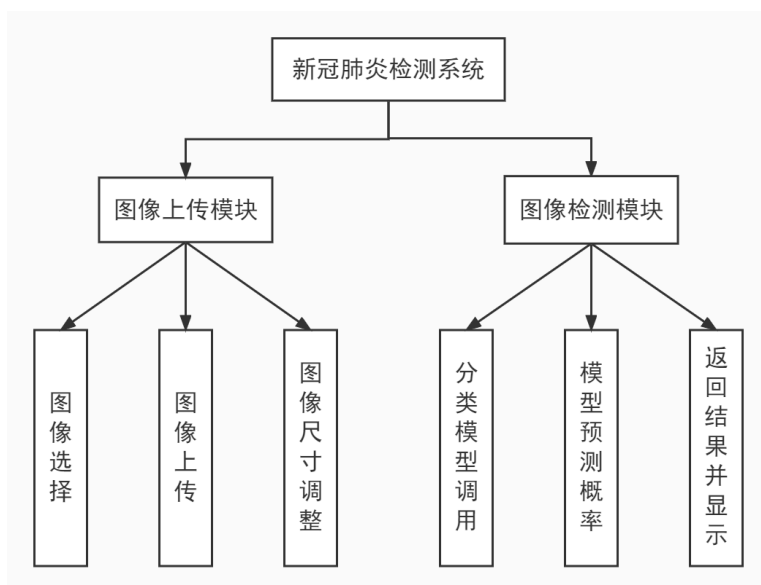 新冠肺炎检测系统
图像上传模块
图像检测模块
图像选择
图像上传
图像尺寸调整
分类模型调用
模型预测概率
返回结果并显示